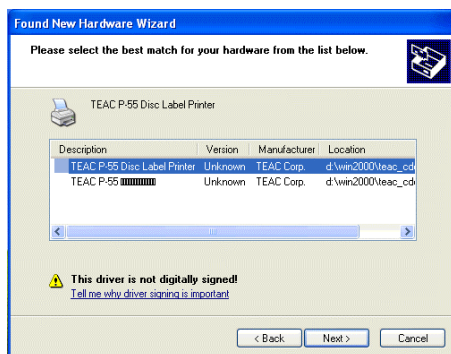 Found New Hardware Wizard
Please select the best match for your hardware from the list below.
TEAC P-55 Disc Label Printer
Description Version Manufacturer Location
TEAC P-55 Disc Label Printer Unknown TEAC Corp. d:\win2000\teac_cd
TEAC P-55 Unknown TEAC Corp. d:\win2000\teac_cd
This driver is not digitally signed!
Tell me why driver signing is important
< Back Next > Cancel